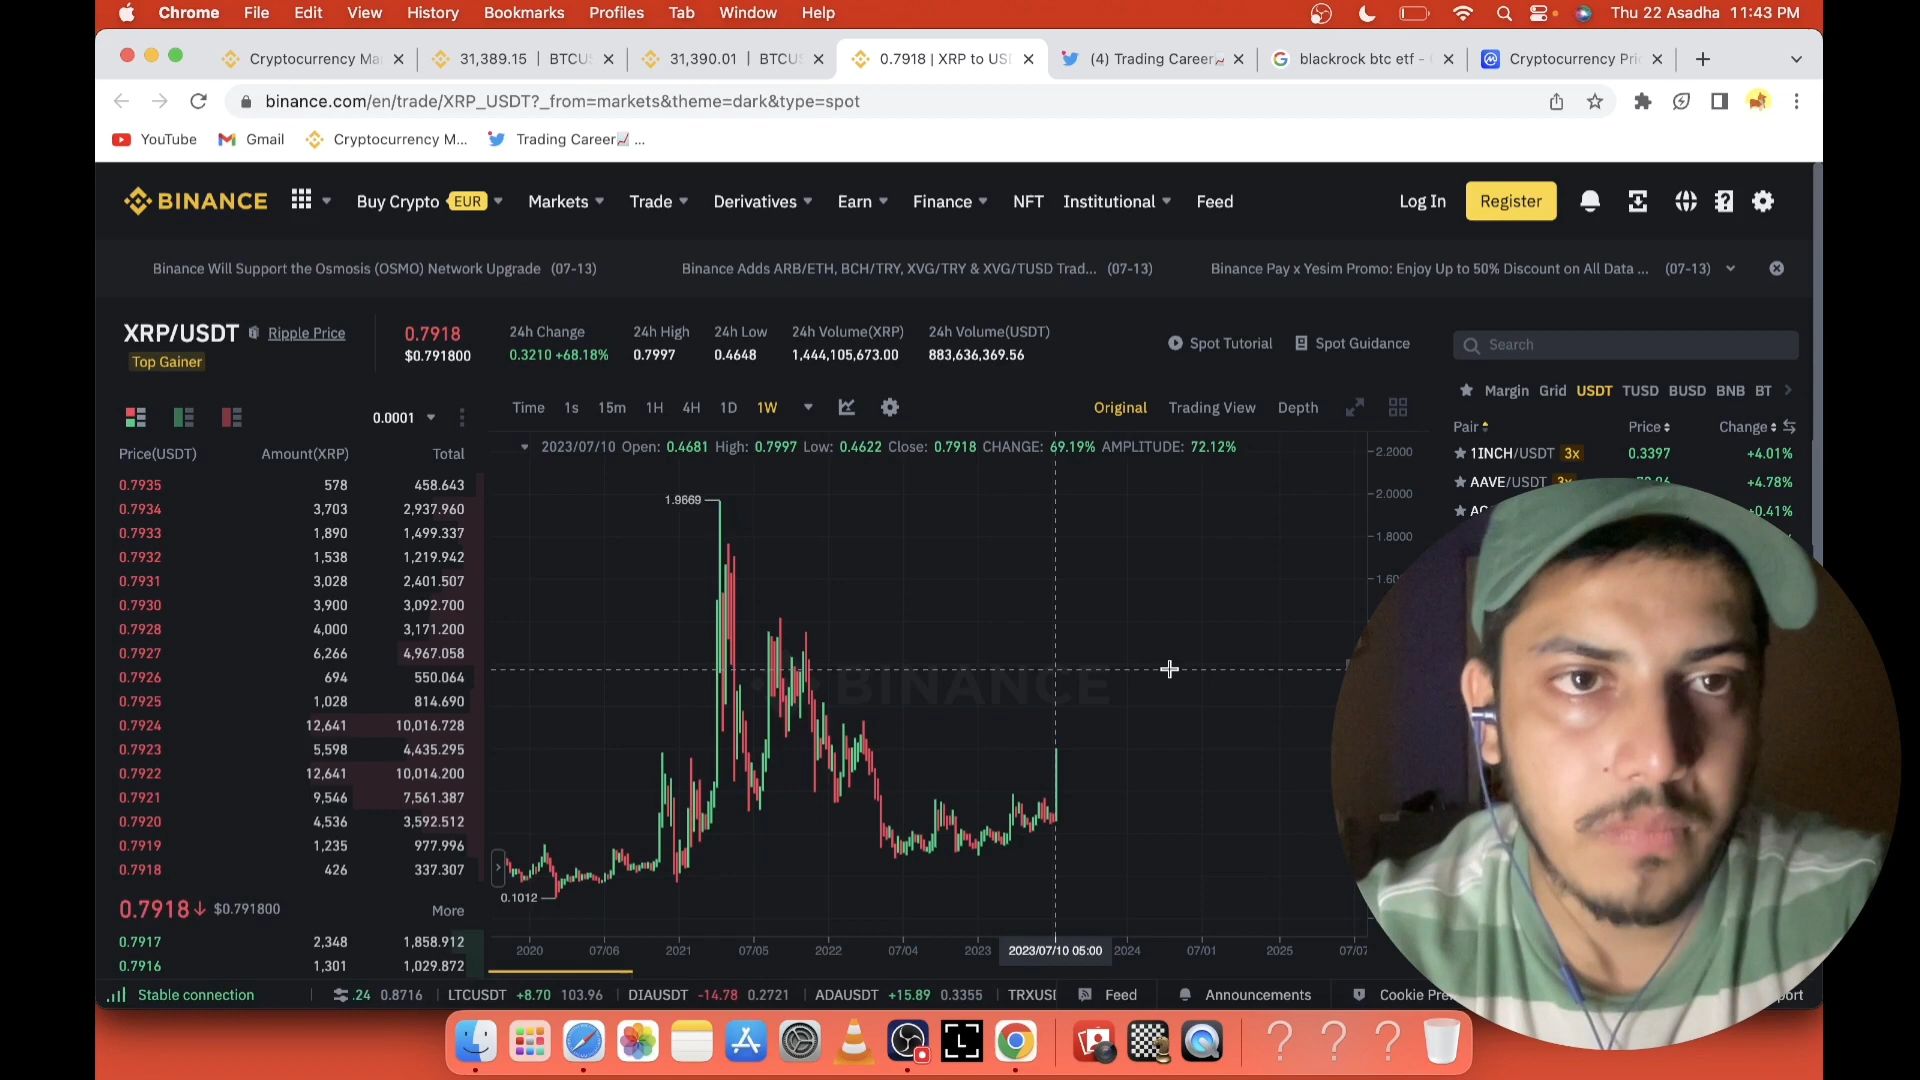 Chrome File Edit View History Bookmarks Profiles Tab Window Help Thu 22 Asadha 11:43 PM
Cryptocurrency Ma 31,389.15 | BTCU 31,390.01 | BTCUS 0.7918 | XRP to US (4) Trading Career blackrock btc etf - Cryptocurrency Pri
binance.com/en/trade/XRP_USDT?_from=markets&theme=dark&type=spot
YouTube Gmail Cryptocurrency M... Trading Career ...
BINANCE Buy Crypto EUR Markets Trade Derivatives Earn Finance NFT Institutional Feed Log In Register
Binance Will Support the Osmosis (OSMO) Network Upgrade (07-13) Binance Adds ARB/ETH, BCH/TRY, XVG/TRY & XVG/TUSD Trad... (07-13) Binance Pay x Yesim Promo: Enjoy Up to 50% Discount on All Data ... (07-13)
XRP/USDT Ripple Price 0.7918 24h Change 24h High 24h Low 24h Volume(XRP) 24h Volume(USDT) Spot Tutorial Spot Guidance Search
Top Gainer $0.791800 0.3210 +68.18% 0.7997 0.4648 1,444,105,673.00 883,636,369.56
Margin Grid USDT TUSD BUSD BNB BT
0.0001 Time 1s 15m 1H 4H 1D 1W Original Trading View Depth
Pair Price Change
Price(USDT) Amount(XRP) Total 2023/07/10 Open: 0.4681 High: 0.7997 Low: 0.4622 Close: 0.7918 CHANGE: 69.19% AMPLITUDE: 72.12% 2.2000 1INCH/USDT 3x 0.3397 +4.01%
0.7935 578 458.643 AAVE/USDT 3x +4.78%
1.9669 2.0000
0.7934 3,703 2,937.960 +0.41%
0.7933 1,890 1,499.337 1.8000
0.7932 1,538 1,219.942
0.7931 3,028 2,401.507
0.7930 3,900 3,092.700
0.7928 4,000 3,171.200
0.7927 6,266 4,967.058
0.7926 694 550.064 BINANCE
0.7925 1,028 814.690
0.7924 12,641 10,016.728
0.7923 5,598 4,435.295
0.7922 12,641 10,014.200
0.7921 9,546 7,561.387
0.7920 4,536 3,592.512
0.7919 1,235 977.996
0.7918 426 337.307
0.1012
0.7918 $0.791800 More
0.7917 2,348 1,858.912 2020 07/06 2021 07/05 2022 07/04 2023 2023/07/10 05:00 2024 07/01 2025
0.7916 1,301 1,029.872
Stable connection .24 0.8716 LTCUSDT +8.70 103.96 DIAUSDT -14.78 0.2721 ADAUSDT +15.89 0.3355 TRXUSI Feed Announcements Cookie Pre port